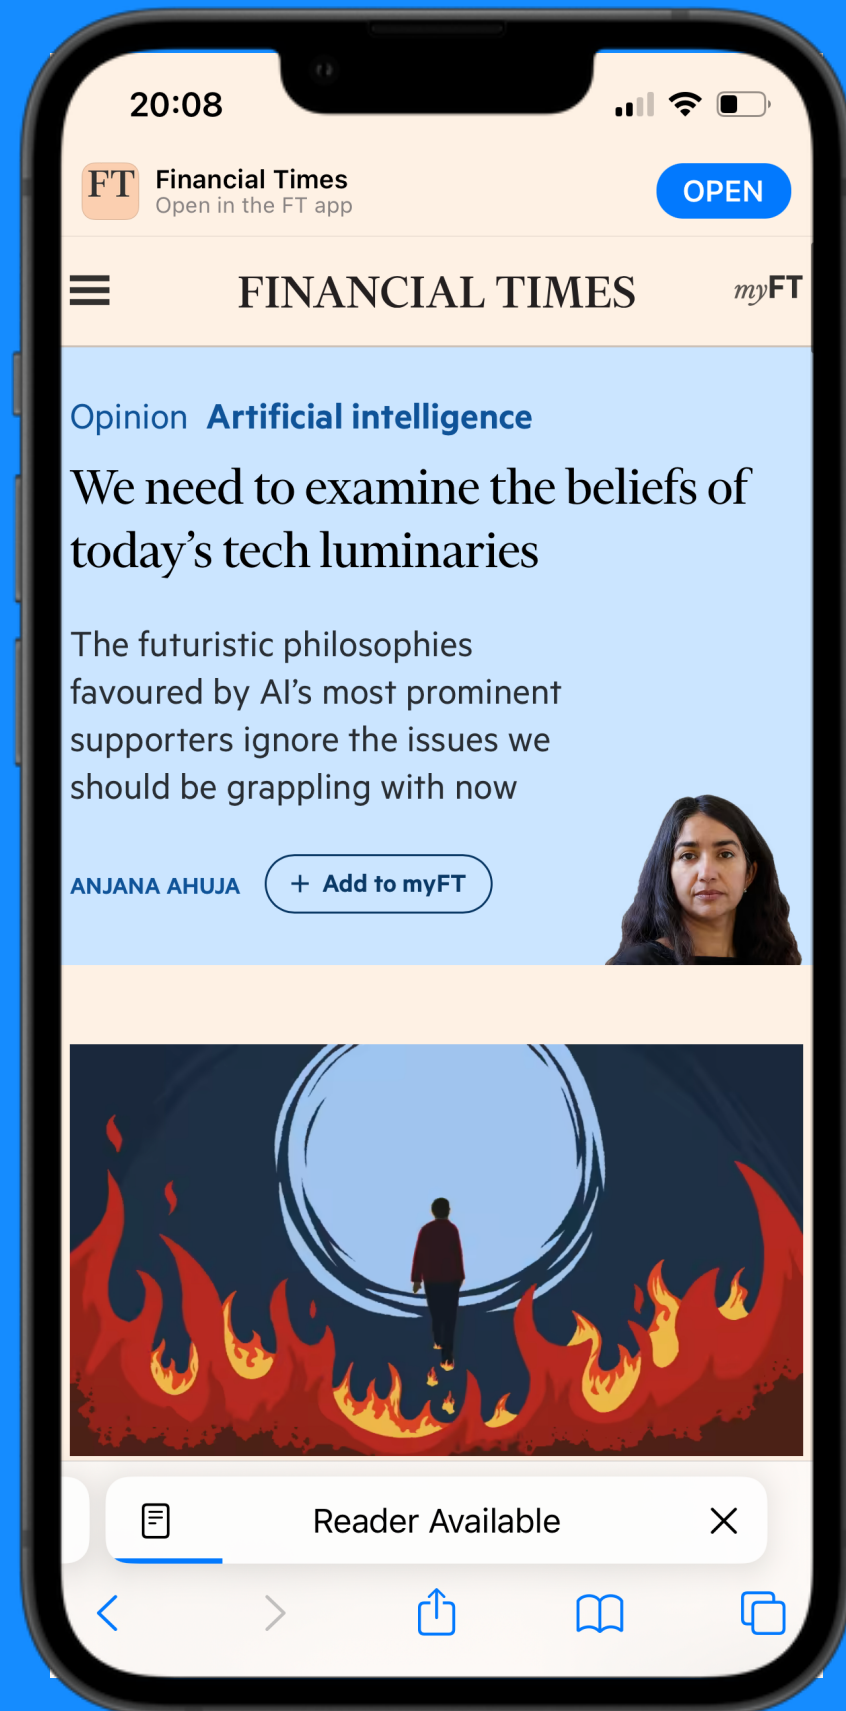 20:08
FT
Financial Times
Open in the FT app
OPEN
FINANCIAL TIMES
myFT
Opinion Artificial intelligence
We need to examine the beliefs of
today’s tech luminaries
The futuristic philosophies
favoured by AI’s most prominent
supporters ignore the issues we
should be grappling with now
ANJANA AHUJA
+ Add to myFT
Reader Available